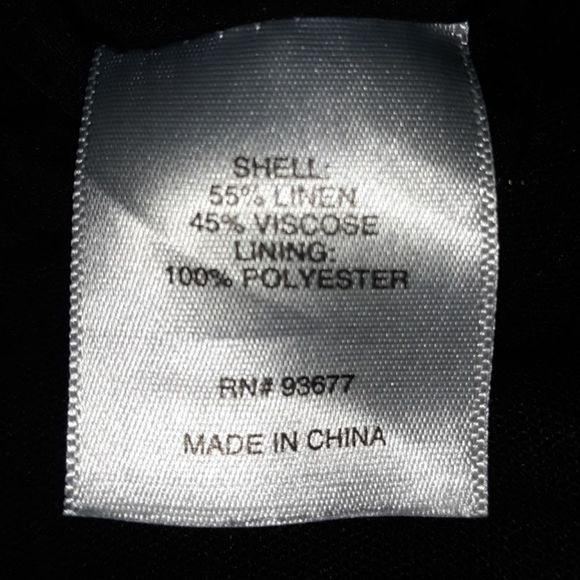 SHELL:
55% LINEN
45% VISCOSE
LINING:
100% POLYESTER
RN# 93677
MADE IN CHINA